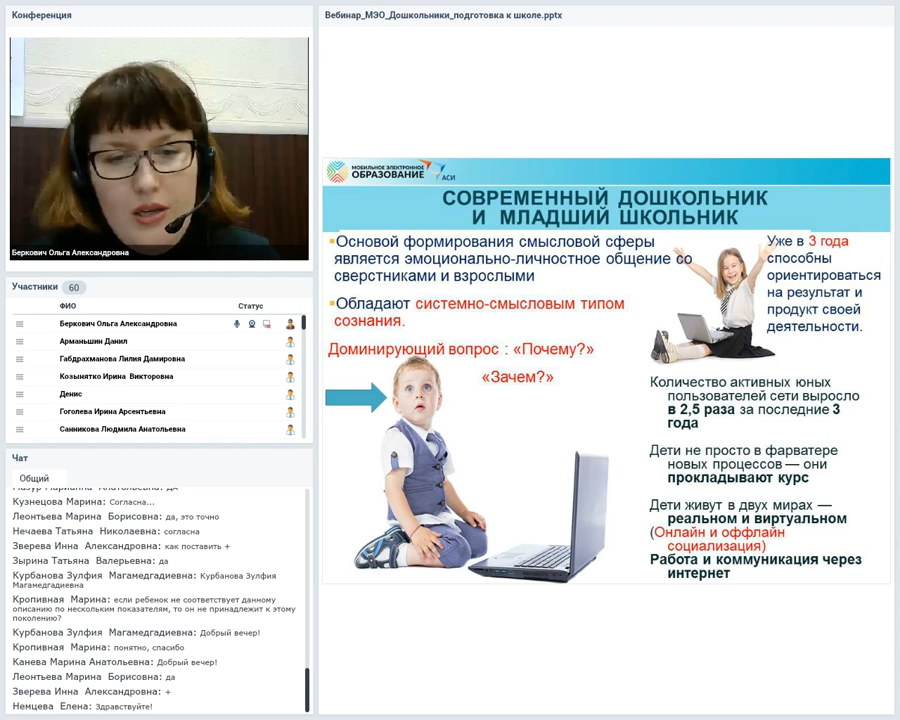 Конференция
Беркович Ольга Александровна
Участники 60
ФИО Статус
Беркович Ольга Александровна
Арманьшин Данил
Габдрахманова Лилия Дамировна
Козынятко Ирина Викторовна
Денис
Гоголева Ирина Арсентьевна
Санникова Людмила Анатольевна
Чат
Общий
Кузнецова Марина: Согласна...
Леонтьева Марина Борисовна: да, это точно
Нечаева Татьяна Николаевна: согласна
Зверева Инна Александровна: как поставить +
Зырина Татьяна Валерьевна: да
Курбанова Зулфия Магамедгадиевна: Курбанова Зулфия
Магамедгадиевна
Кропивная Марина: если ребенок не соответствует данному
описанию по нескольким показателям, то он не принадлежит к этому
поколению?
Курбанова Зулфия Магамедгадиевна: Добрый вечер!
Кропивная Марина: понятно, спасибо
Канева Марина Анатольевна: Добрый вечер!
Леонтьева Марина Борисовна: да
Зверева Инна Александровна: +
Немцева Елена: Здравствуйте!
Вебинар_МЭО_Дошкольники_подготовка к школе.pptx
МОБИЛЬНОЕ ЭЛЕКТРОННОЕ
ОБРАЗОВАНИЕ
АСИ
СОВРЕМЕННЫЙ ДОШКОЛЬНИК
И МЛАДШИЙ ШКОЛЬНИК
Основой формирования смысловой сферы
является эмоционально-личностное общение со
сверстниками и взрослыми
Обладают системно-смысловым типом
сознания.
Доминирующий вопрос : «Почему?»
«Зачем?»
Уже в 3 года
способны
ориентироваться
на результат и
продукт своей
деятельности.
Количество активных юных
пользователей сети выросло
в 2,5 раза за последние 3
года
Дети не просто в фарватере
новых процессов — они
прокладывают курс
Дети живут в двух мирах —
реальном и виртуальном
(Онлайн и оффлайн
социализация)
Работа и коммуникация через
интернет